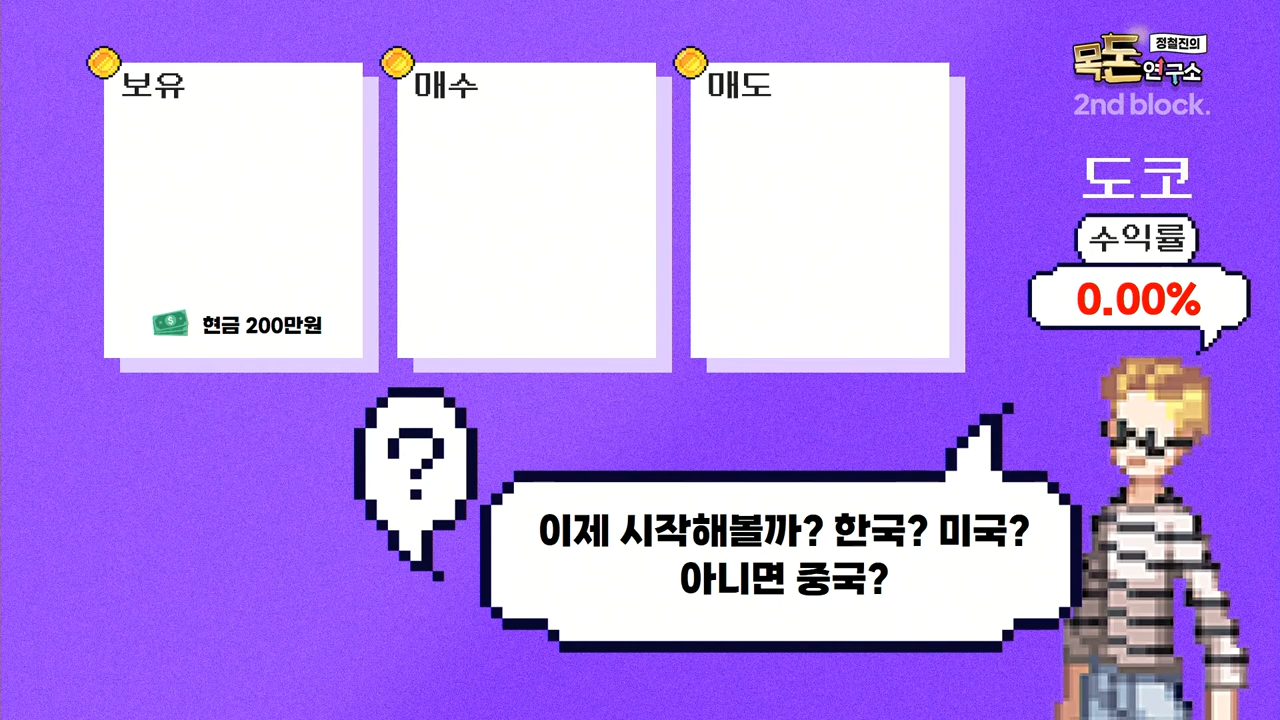 보유
매수
매도
현금 200만원
정철진의
목돈연구소
2nd block.
도코
수익률
0.00%
?
이제 시작해볼까? 한국? 미국?
아니면 중국?